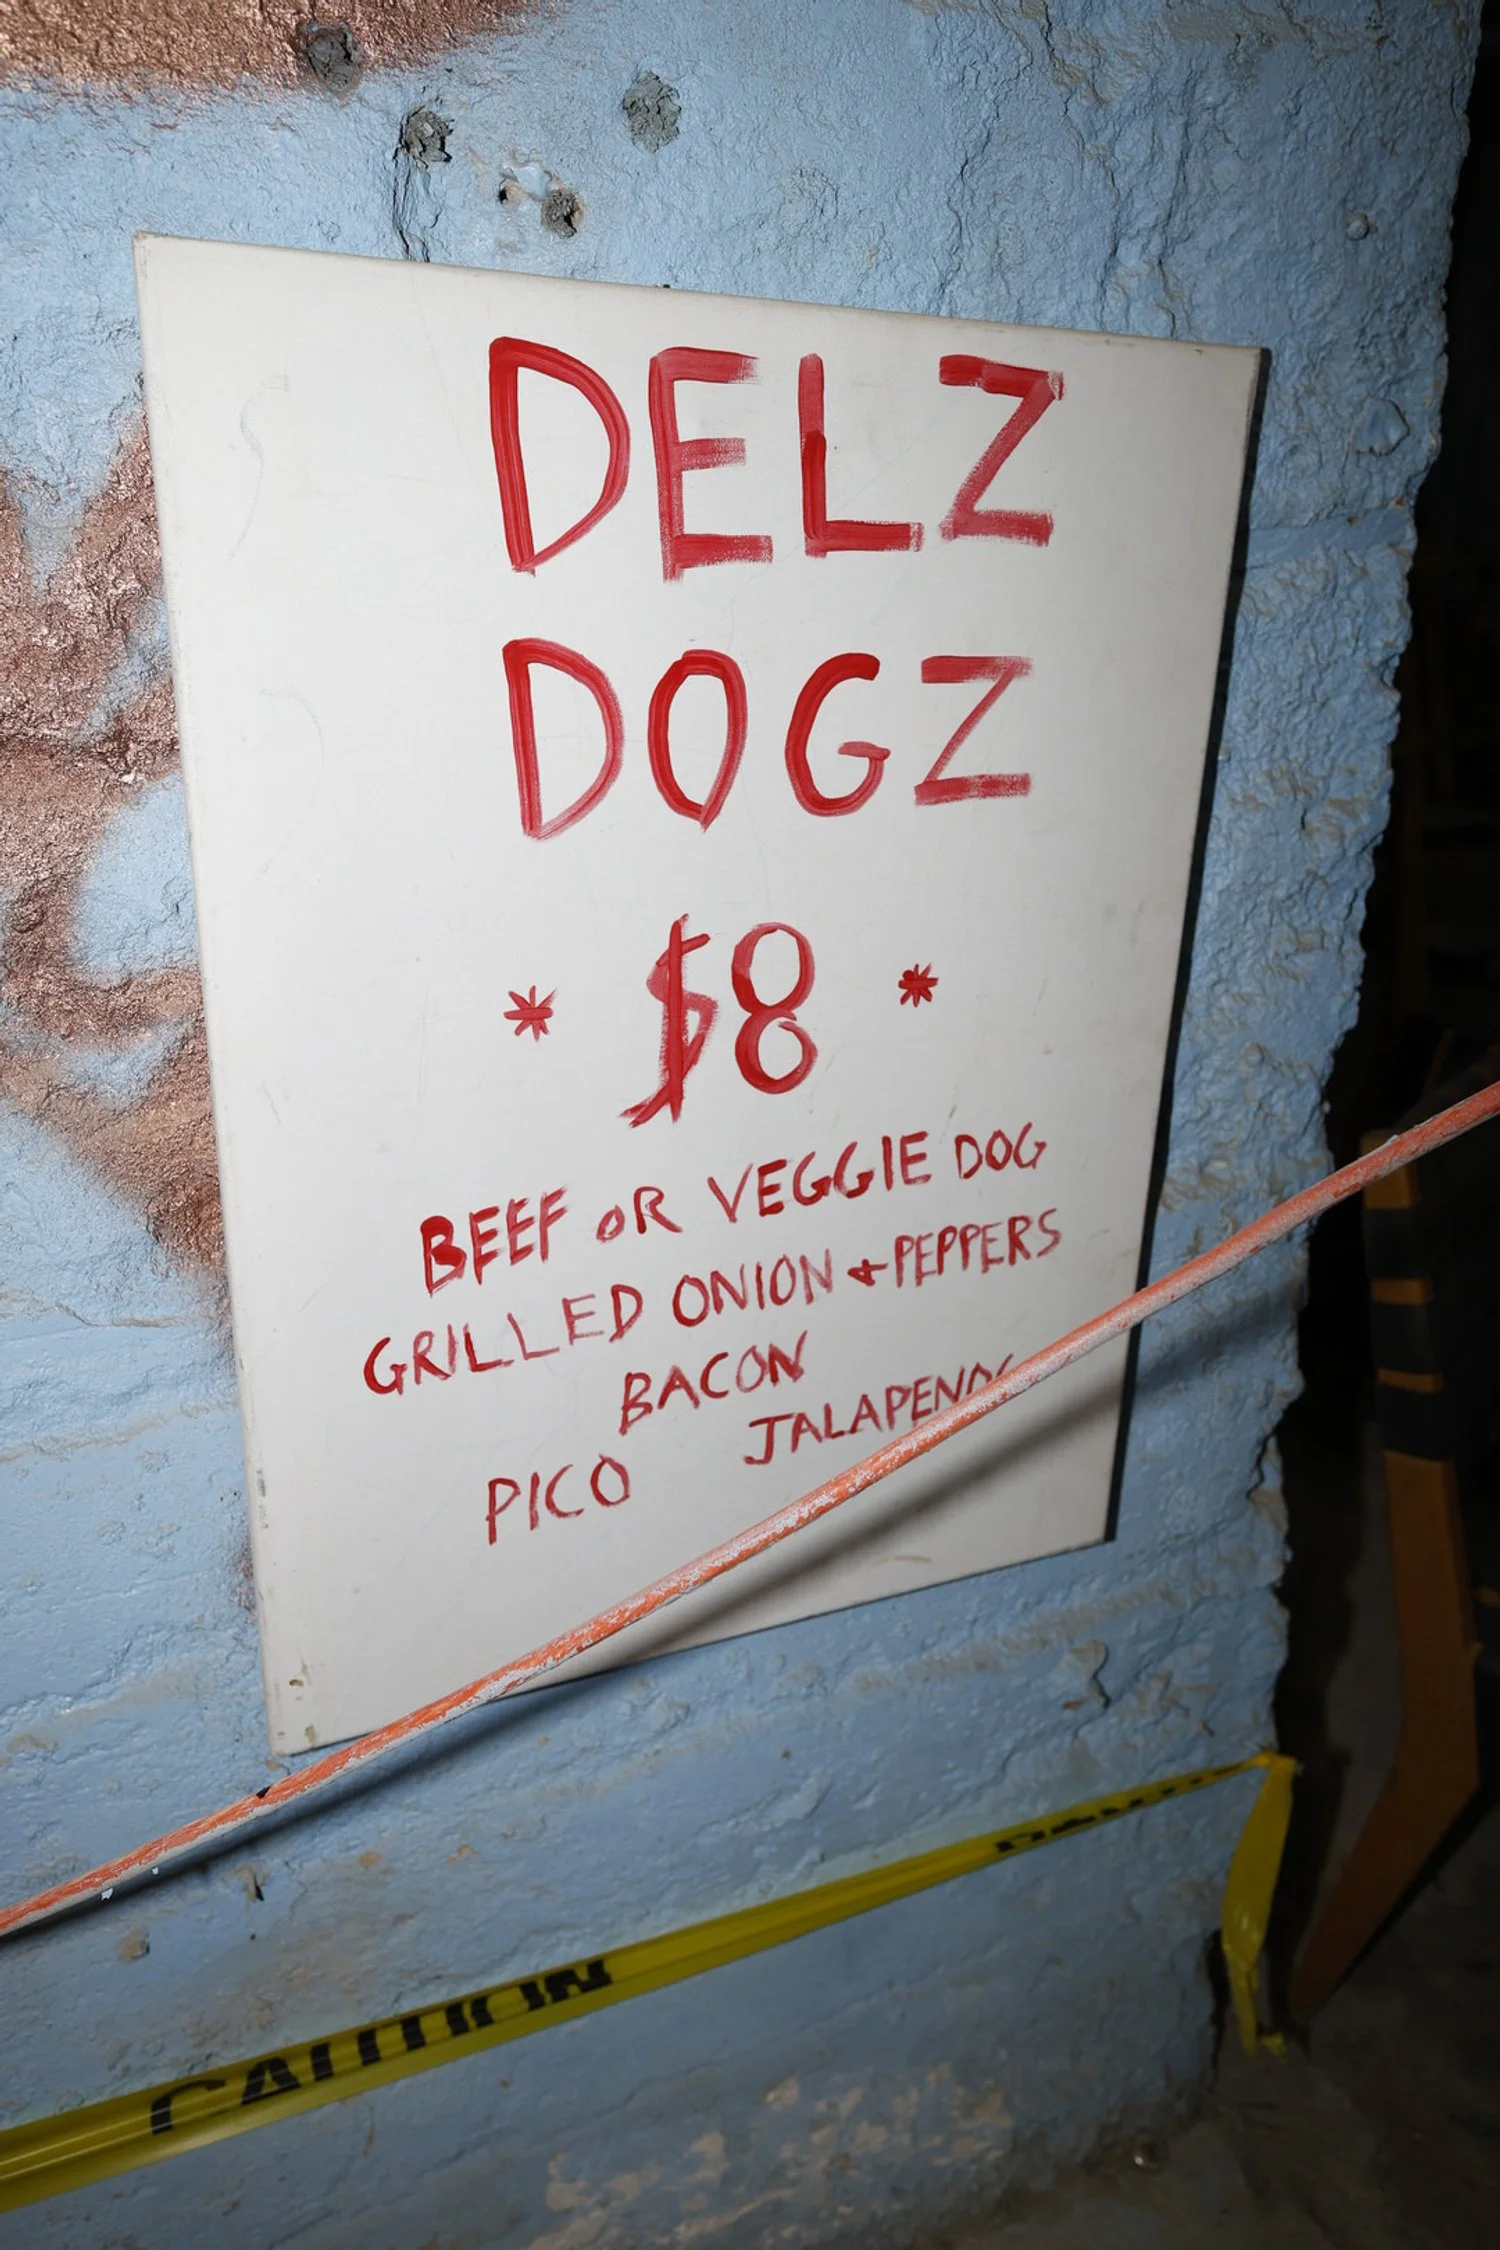 DELZ
DOGZ
* $8 *
BEEF OR VEGGIE DOG
GRILLED ONION + PEPPERS
BACON
PICO JALAPENO
CAUTION